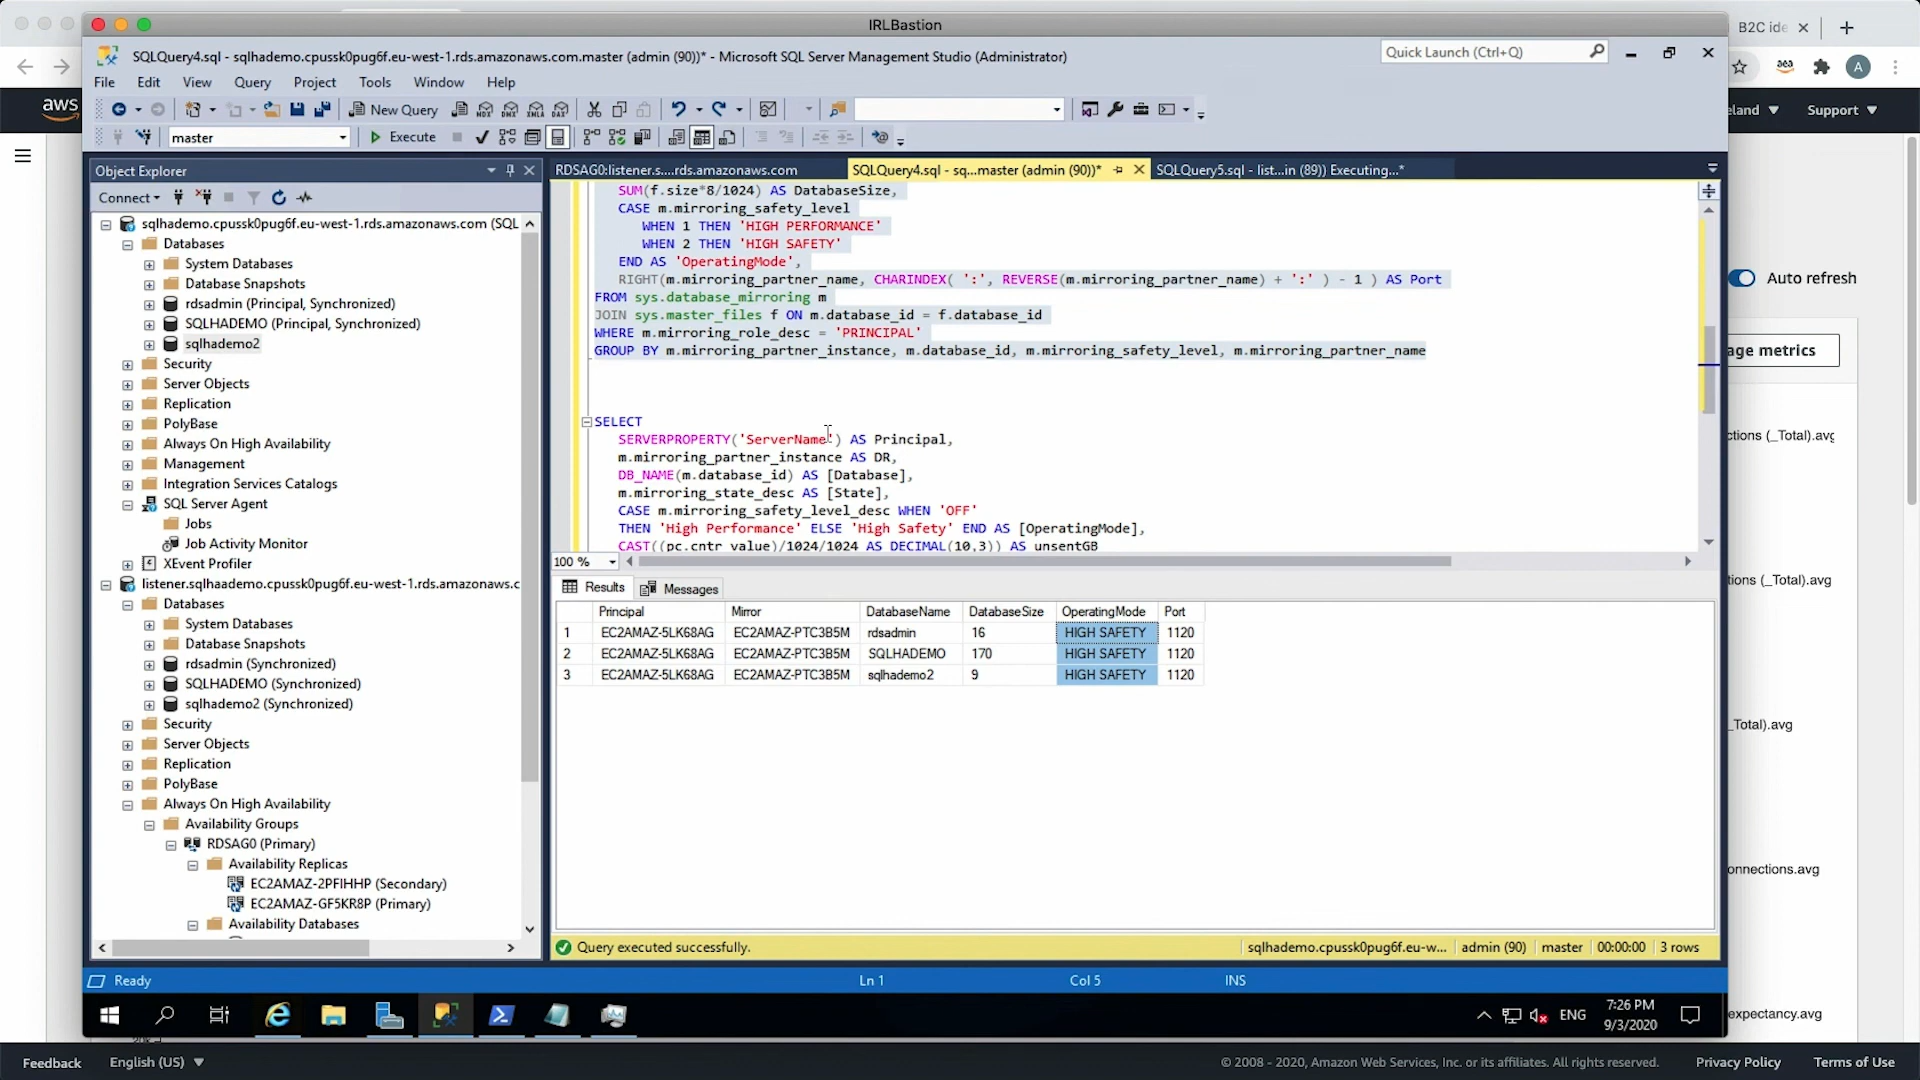 IRLBastion
B2C ide
SQLQuery4.sql - sqlhademo.cpussk0pug6f.eu-west-1.rds.amazonaws.com.master (admin (90))* - Microsoft SQL Server Management Studio (Administrator)
Quick Launch (Ctrl+Q)
File Edit View Query Project Tools Window Help
aws
New Query
eland
Support
master
Execute
Object Explorer
RDSAG0:listener.s....rds.amazonaws.com
SQLQuery4.sql - sq...master (admin (90))*
SQLQuery5.sql - list...in (89)) Executing...*
Connect
sqlhademo.cpussk0pug6f.eu-west-1.rds.amazonaws.com (SQL
Databases
System Databases
Database Snapshots
rdsadmin (Principal, Synchronized)
SQLHADEMO (Principal, Synchronized)
sqlhademo2
Security
Server Objects
Replication
PolyBase
Always On High Availability
Management
Integration Services Catalogs
SQL Server Agent
Jobs
Job Activity Monitor
XEvent Profiler
listener.sqlhaademo.cpussk0pug6f.eu-west-1.rds.amazonaws.c
Databases
System Databases
Database Snapshots
rdsadmin (Synchronized)
SQLHADEMO (Synchronized)
sqlhademo2 (Synchronized)
Security
Server Objects
Replication
PolyBase
Always On High Availability
Availability Groups
RDSAG0 (Primary)
Availability Replicas
EC2AMAZ-2PFIHHP (Secondary)
EC2AMAZ-GF5KR8P (Primary)
Availability Databases
SUM(f.size*8/1024) AS DatabaseSize,
CASE m.mirroring_safety_level
WHEN 1 THEN 'HIGH PERFORMANCE'
WHEN 2 THEN 'HIGH SAFETY'
END AS 'OperatingMode',
RIGHT(m.mirroring_partner_name, CHARINDEX( ':', REVERSE(m.mirroring_partner_name) + ':' ) - 1 ) AS Port
FROM sys.database_mirroring m
JOIN sys.master_files f ON m.database_id = f.database_id
WHERE m.mirroring_role_desc = 'PRINCIPAL'
GROUP BY m.mirroring_partner_instance, m.database_id, m.mirroring_safety_level, m.mirroring_partner_name
SELECT
SERVERPROPERTY('ServerName') AS Principal,
m.mirroring_partner_instance AS DR,
DB_NAME(m.database_id) AS [Database],
m.mirroring_state_desc AS [State],
CASE m.mirroring_safety_level_desc WHEN 'OFF'
THEN 'High Performance' ELSE 'High Safety' END AS [OperatingMode],
CAST((pc.cntr_value)/1024/1024 AS DECIMAL(10,3)) AS unsentGB
100 %
Results Messages
Principal Mirror DatabaseName DatabaseSize OperatingMode Port
1 EC2AMAZ-5LK68AG EC2AMAZ-PTC3B5M rdsadmin 16 HIGH SAFETY 1120
2 EC2AMAZ-5LK68AG EC2AMAZ-PTC3B5M SQLHADEMO 170 HIGH SAFETY 1120
3 EC2AMAZ-5LK68AG EC2AMAZ-PTC3B5M sqlhademo2 9 HIGH SAFETY 1120
Query executed successfully.
sqlhademo.cpussk0pug6f.eu-w... admin (90) master 00:00:00 3 rows
Ready
Ln 1 Col 5 INS
ENG
7:26 PM
9/3/2020
A
Auto refresh
age metrics
ctions (_Total).avg
tions (_Total).avg
_Total).avg
onnections.avg
expectancy.avg
Feedback
English (US)
© 2008 - 2020, Amazon Web Services, Inc. or its affiliates. All rights reserved.
Privacy Policy
Terms of Use